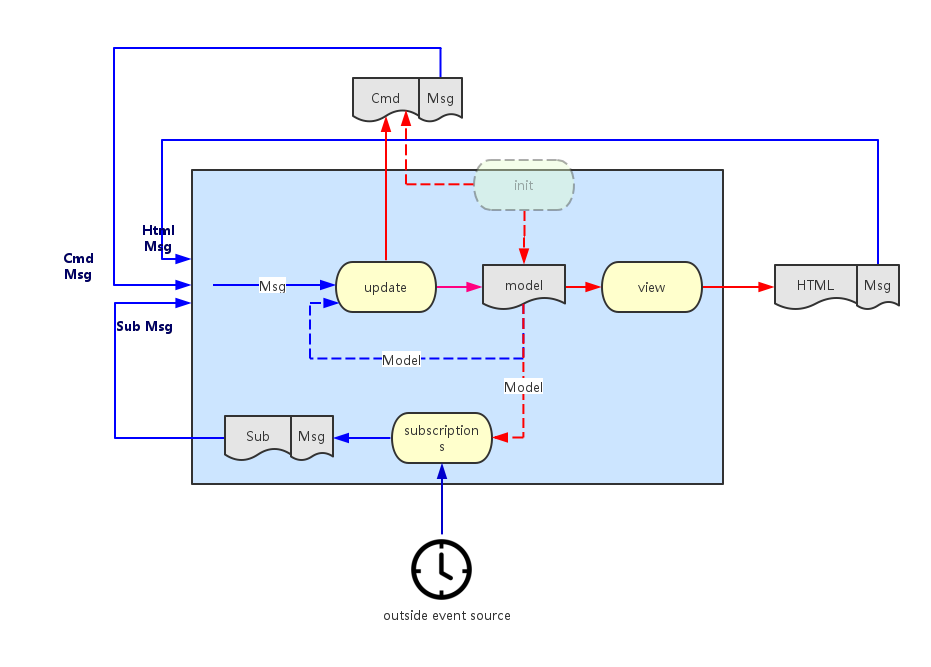 Cmd
Msg
init
Html
Msg
Cmd
Msg
Msg
update
model
view
HTML
Msg
Sub Msg
Model
Model
Sub
Msg
subscription
s
outside event source